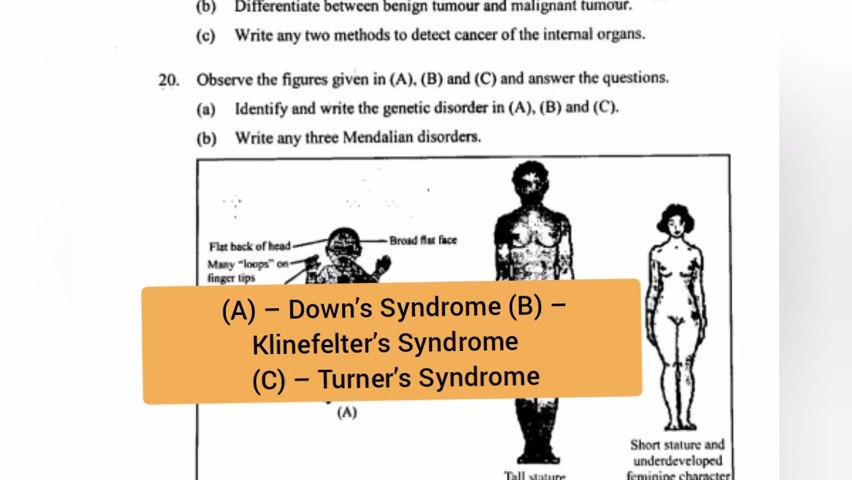 (b) Differentiate between benign tumour and malignant tumour.
(c) Write any two methods to detect cancer of the internal organs.
20. Observe the figures given in (A), (B) and (C) and answer the questions.
(a) Identify and write the genetic disorder in (A), (B) and (C).
(b) Write any three Mendalian disorders.
Flat back of head
Broad flat face
Many "loops" on
finger tips
(A) – Down's Syndrome (B) –
Klinefelter's Syndrome
(C) – Turner's Syndrome
(A)
Short stature and
underdeveloped
feminine character
Tall stature